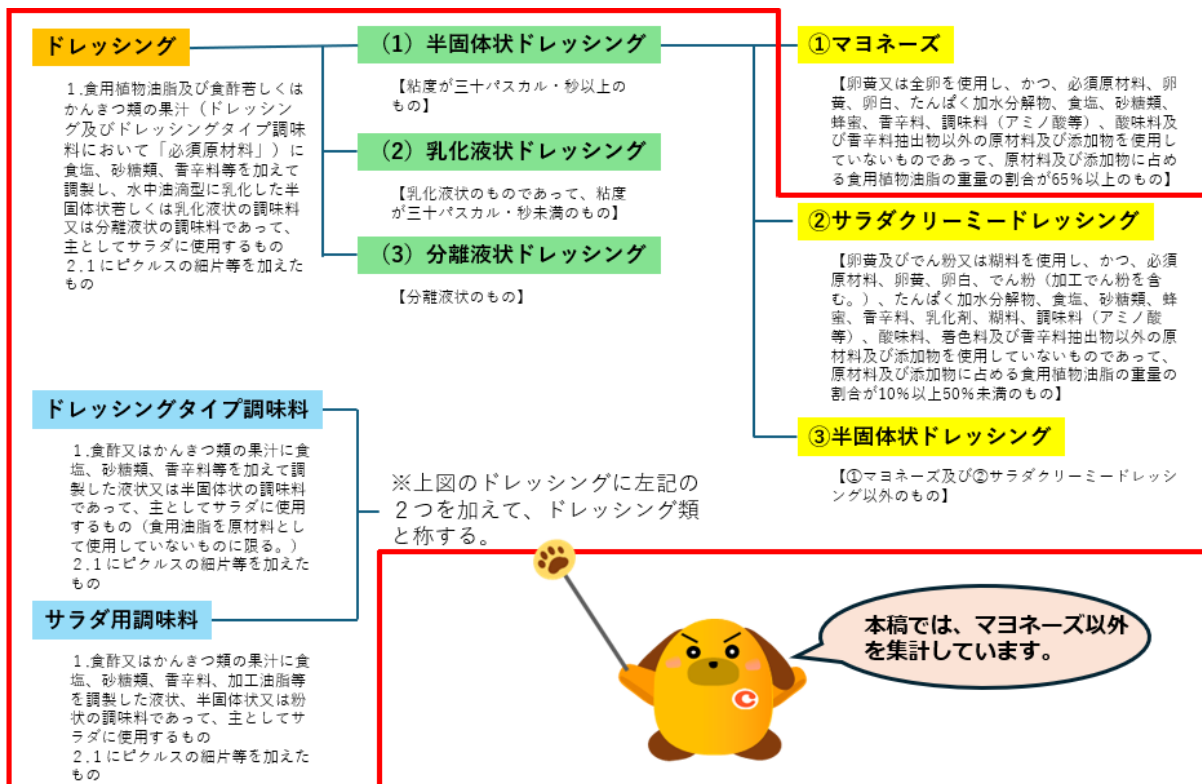 ドレッシング
1.食用植物油脂及び食酢若しくは
かんきつ類の果汁(ドレッシン
グ及びドレッシングタイプ調味
料において「必須原材料」)に
食塩、砂糖類、香辛料等を加えて
調製し、水中油滴型に乳化した半
固体状若しくは乳化液状の調味料
又は分離液状の調味料であって、
主としてサラダに使用するもの
2.1にピクルスの細片等を加えた
もの
(1)半固体状ドレッシング
【粘度が三十パスカル・秒以上の
もの】
(2)乳化液状ドレッシング
【乳化液状のものであって、粘度
が三十パスカル・秒未満のもの】
(3)分離液状ドレッシング
【分離液状のもの】
①マヨネーズ
【卵黄又は全卵を使用し、かつ、必須原材料、卵
黄、卵白、たんぱく加水分解物、食塩、砂糖類、
蜂蜜、香辛料、調味料(アミノ酸等)、酸味料及
び香辛料抽出物以外の原材料及び添加物を使用し
ていないものであって、原材料及び添加物に占め
る食用植物油脂の重量の割合が65%以上のもの】
②サラダクリーミードレッシング
【卵黄及びでん粉又は糊料を使用し、かつ、必須
原材料、卵黄、卵白、でん粉(加工でん粉を含
む。)、たんぱく加水分解物、食塩、砂糖類、蜂
蜜、香辛料、乳化剤、糊料、調味料(アミノ酸
等)、酸味料、着色料及び香辛料抽出物以外の原
材料及び添加物を使用していないものであって、
原材料及び添加物に占める食用植物油脂の重量の
割合が10%以上50%未満のもの】
③半固体状ドレッシング
【①マヨネーズ及び②サラダクリーミードレッシ
ング以外のもの】
ドレッシングタイプ調味料
1.食酢又はかんきつ類の果汁に食
塩、砂糖類、香辛料等を加えて調
製した液状又は半固体状の調味料
であって、主としてサラダに使用
するもの(食用油脂を原材料とし
て使用していないものに限る。)
2.1にピクルスの細片等を加えた
もの
サラダ用調味料
1.食酢又はかんきつ類の果汁に食
塩、砂糖類、香辛料、加工油脂等
を調製した液状、半固体状又は粉
状の調味料であって、主としてサ
ラダに使用するもの
2.1にピクルスの細片等を加えた
もの
※上図のドレッシングに左記の
2つを加えて、ドレッシング類
と称する。
本稿では、マヨネーズ以外
を集計しています。
C